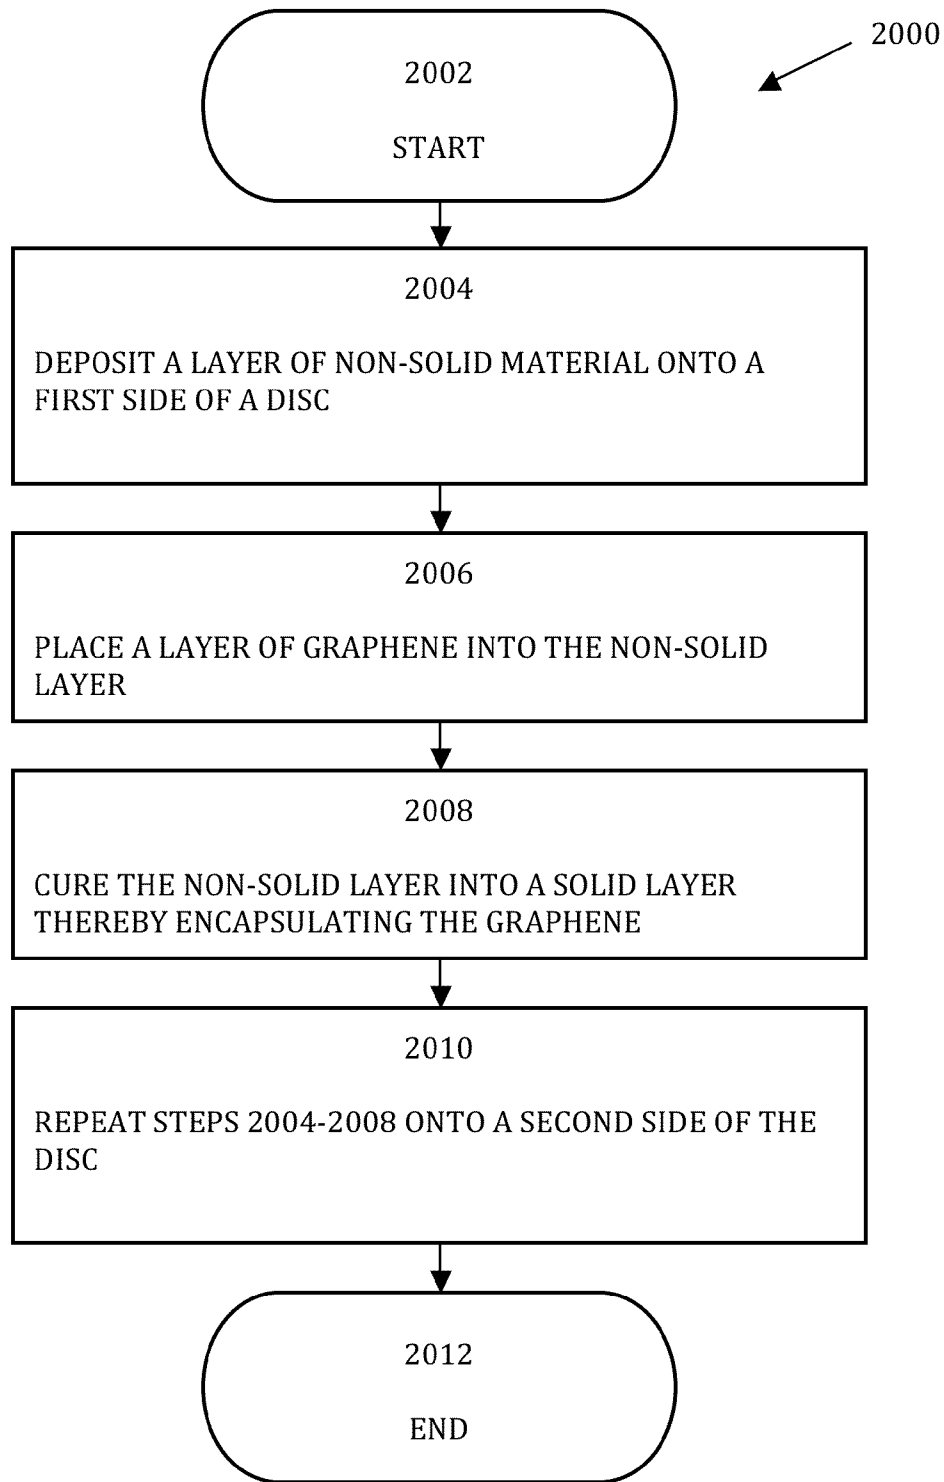 2000
2002
START
2004
DEPOSIT A LAYER OF NON-SOLID MATERIAL ONTO A
FIRST SIDE OF A DISC
2006
PLACE A LAYER OF GRAPHENE INTO THE NON-SOLID
LAYER
2008
CURE THE NON-SOLID LAYER INTO A SOLID LAYER
THEREBY ENCAPSULATING THE GRAPHENE
2010
REPEAT STEPS 2004-2008 ONTO A SECOND SIDE OF THE
DISC
2012
END